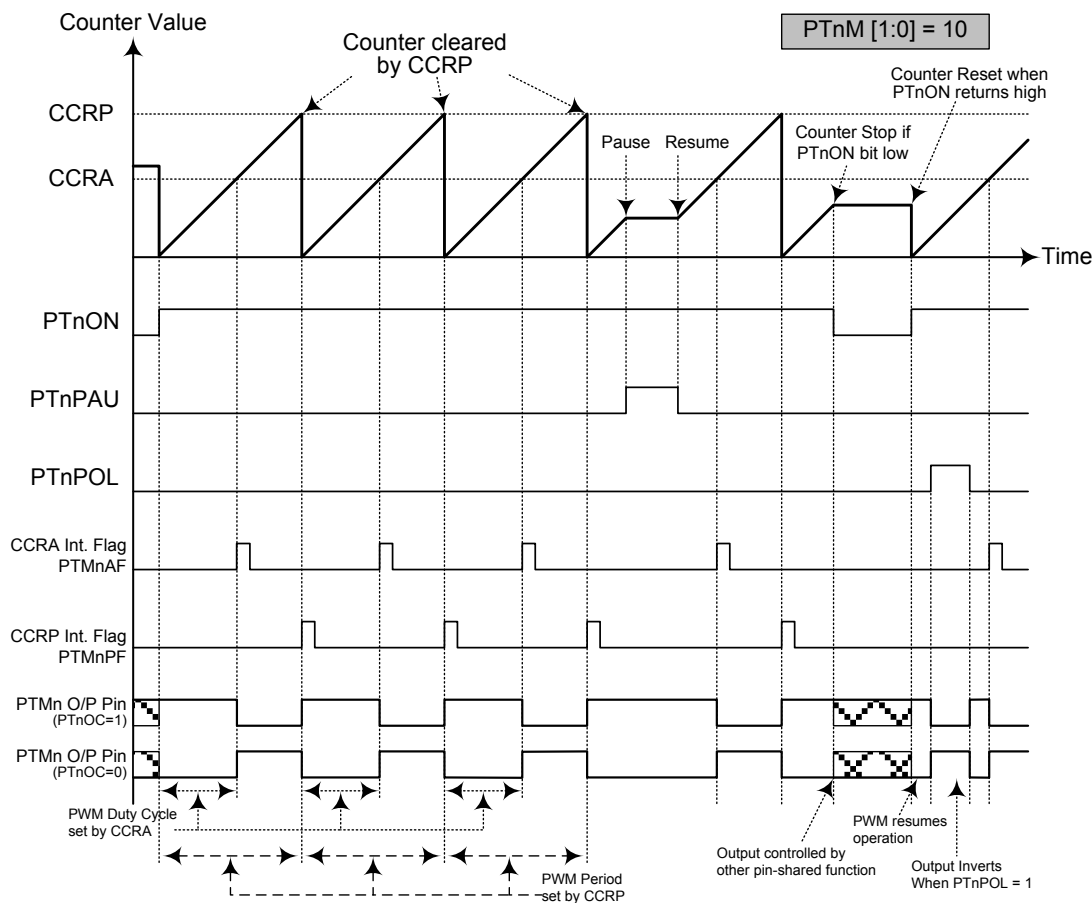 Counter Value
PTnM [1:0] = 10
Counter cleared
by CCRP
Counter Reset when
PTnON returns high
CCRP
Counter Stop if
PTnON bit low
Pause
Resume
CCRA
Time
PTnON
PTnPAU
PTnPOL
CCRA Int. Flag
PTMnAF
CCRP Int. Flag
PTMnPF
PTMn O/P Pin
(PTnOC=1)
PTMn O/P Pin
(PTnOC=0)
PWM Duty Cycle
set by CCRA
PWM resumes
operation
Output controlled by
other pin-shared function
Output Inverts
When PTnPOL = 1
PWM Period
set by CCRP